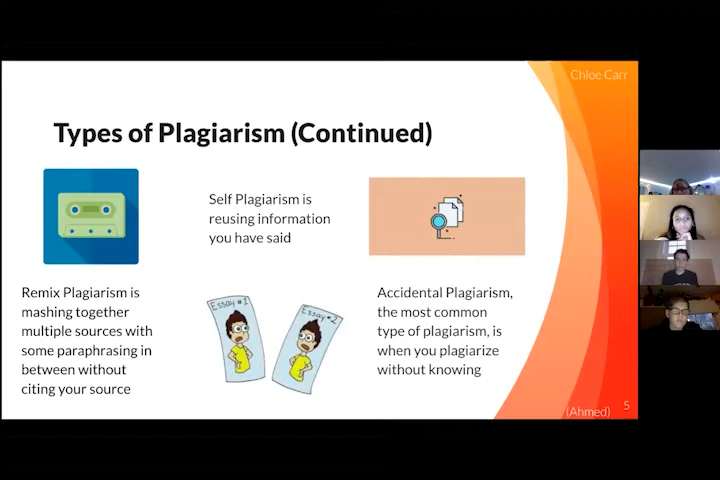 Chloe Carr
Types of Plagiarism (Continued)
Self Plagiarism is
reusing information
you have said
Remix Plagiarism is
mashing together
multiple sources with
some paraphrasing in
between without
citing your source
Essay #1
Essay #2
Accidental Plagiarism,
the most common
type of plagiarism, is
when you plagiarize
without knowing
(Ahmed)
5